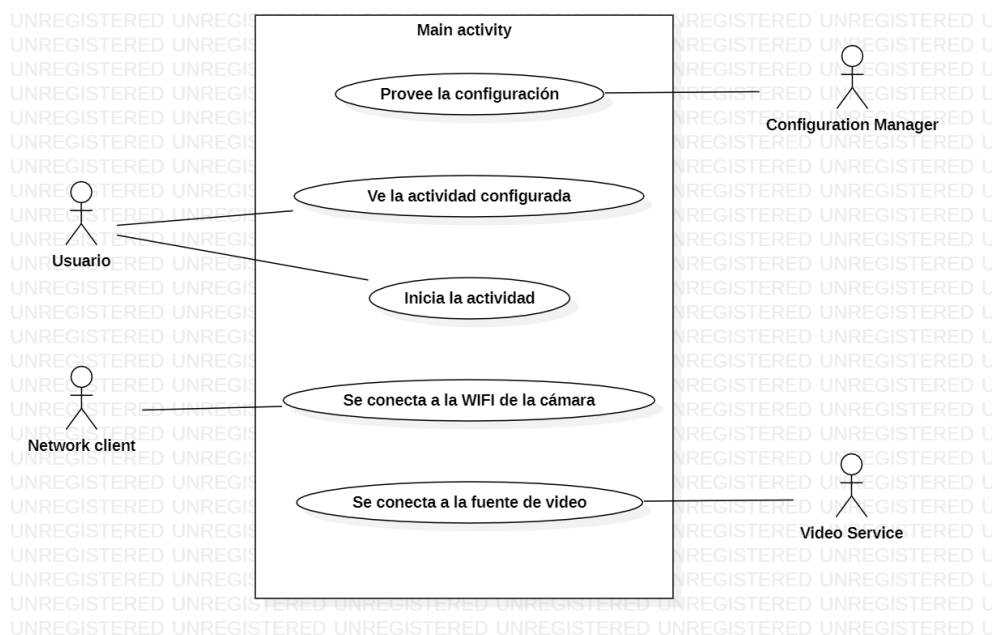 Main activity
Provee la configuración
Configuration Manager
Ve la actividad configurada
Usuario
Inicia la actividad
Se conecta a la WIFI de la cámara
Network client
Se conecta a la fuente de video
Video Service
UNREGISTERED